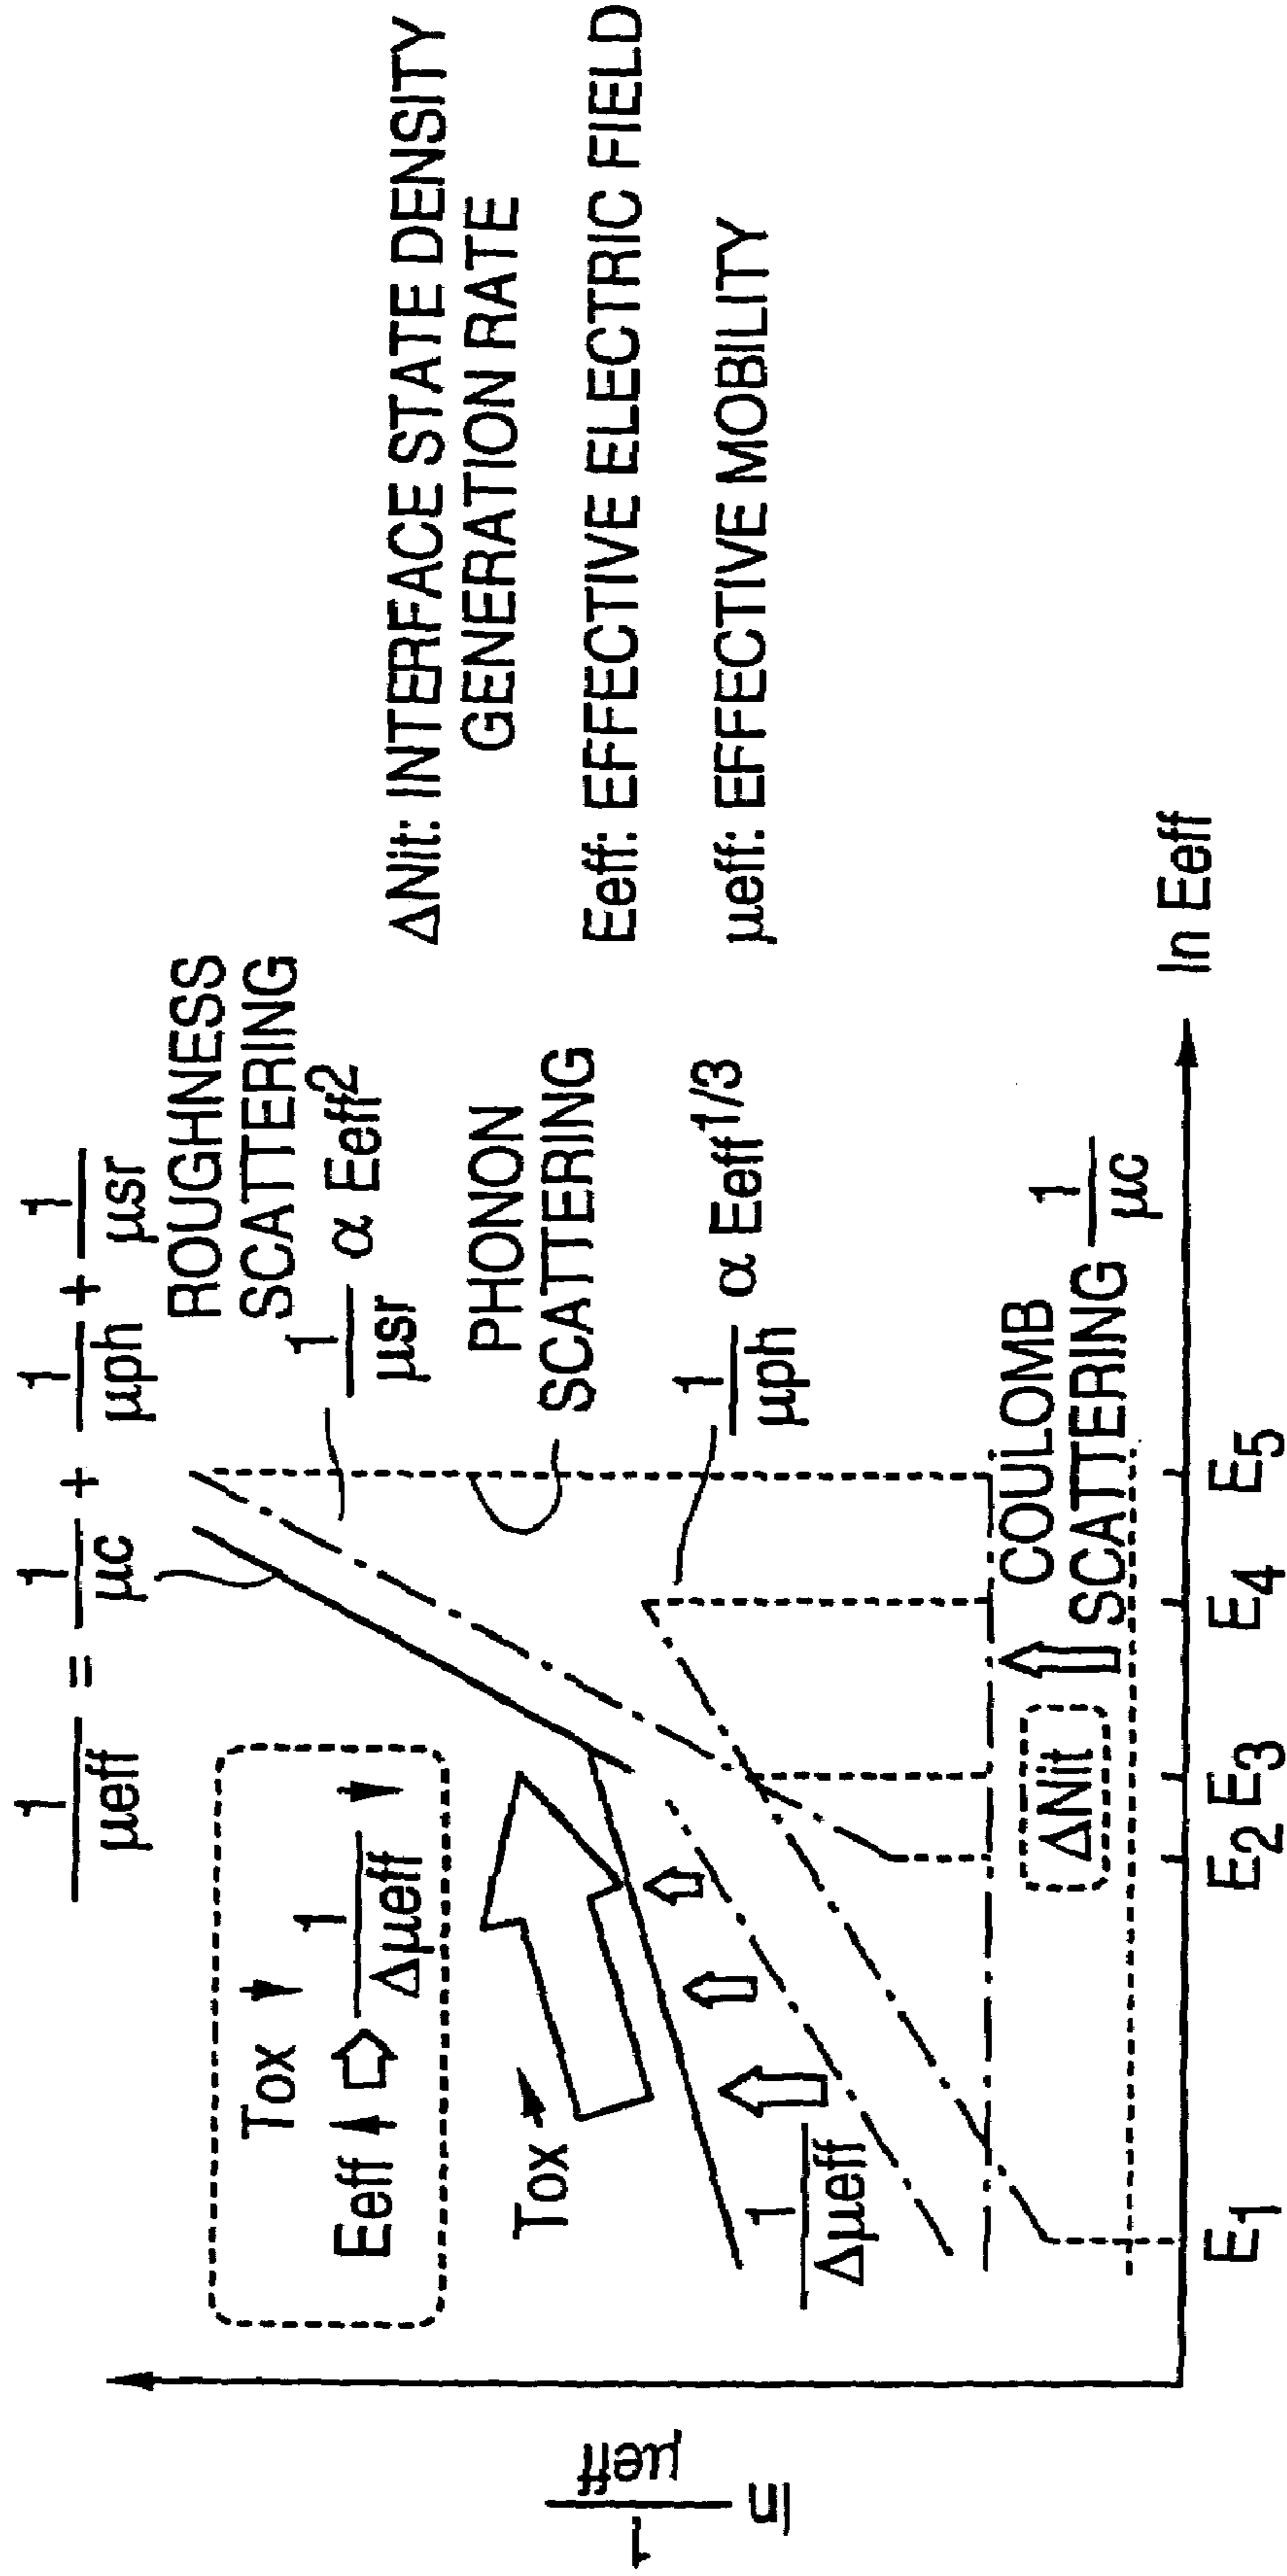 1/μeff = 1/μc + 1/μph + 1/μsr
Tox
Eeff 1/Δμeff
ROUGHNESS
SCATTERING
1/μsr α Eeff²
PHONON
SCATTERING
1/μph α Eeff^1/3
Tox
1/Δμeff
COULOMB
SCATTERING 1/μc
ΔNit
E1 E2 E3 E4 E5
ln Eeff
ln 1/μeff
ΔNit: INTERFACE STATE DENSITY
GENERATION RATE
Eeff: EFFECTIVE ELECTRIC FIELD
μeff: EFFECTIVE MOBILITY